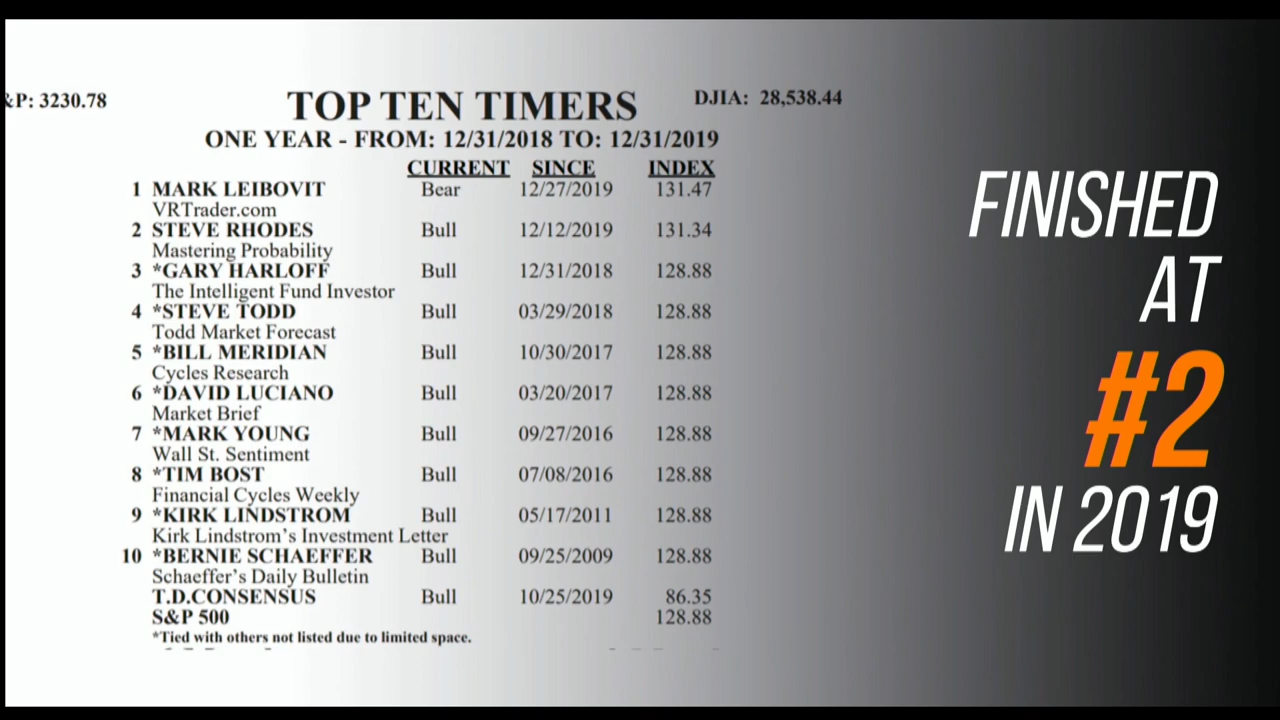 &P: 3230.78
TOP TEN TIMERS
DJIA: 28,538.44
ONE YEAR - FROM: 12/31/2018 TO: 12/31/2019
CURRENT SINCE INDEX
1 MARK LEIBOVIT Bear 12/27/2019 131.47
VRTrader.com
2 STEVE RHODES Bull 12/12/2019 131.34
Mastering Probability
3 *GARY HARLOFF Bull 12/31/2018 128.88
The Intelligent Fund Investor
4 *STEVE TODD Bull 03/29/2018 128.88
Todd Market Forecast
5 *BILL MERIDIAN Bull 10/30/2017 128.88
Cycles Research
6 *DAVID LUCIANO Bull 03/20/2017 128.88
Market Brief
7 *MARK YOUNG Bull 09/27/2016 128.88
Wall St. Sentiment
8 *TIM BOST Bull 07/08/2016 128.88
Financial Cycles Weekly
9 *KIRK LINDSTROM Bull 05/17/2011 128.88
Kirk Lindstrom's Investment Letter
10 *BERNIE SCHAEFFER Bull 09/25/2009 128.88
Schaeffer's Daily Bulletin
T.D.CONSENSUS Bull 10/25/2019 86.35
S&P 500 128.88
*Tied with others not listed due to limited space.
FINISHED
AT
#2
IN 2019